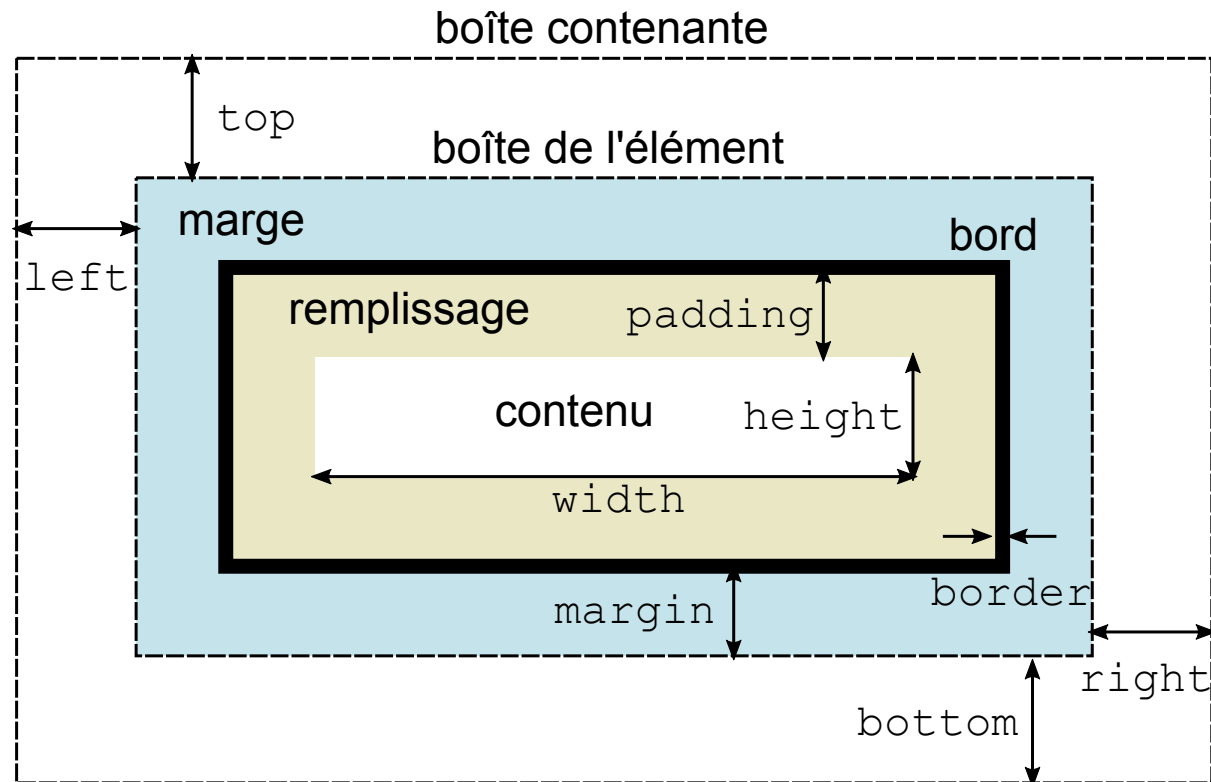 boîte contenante
top
boîte de l'élément
marge
bord
left
remplissage
padding
contenu
height
width
border
margin
right
bottom